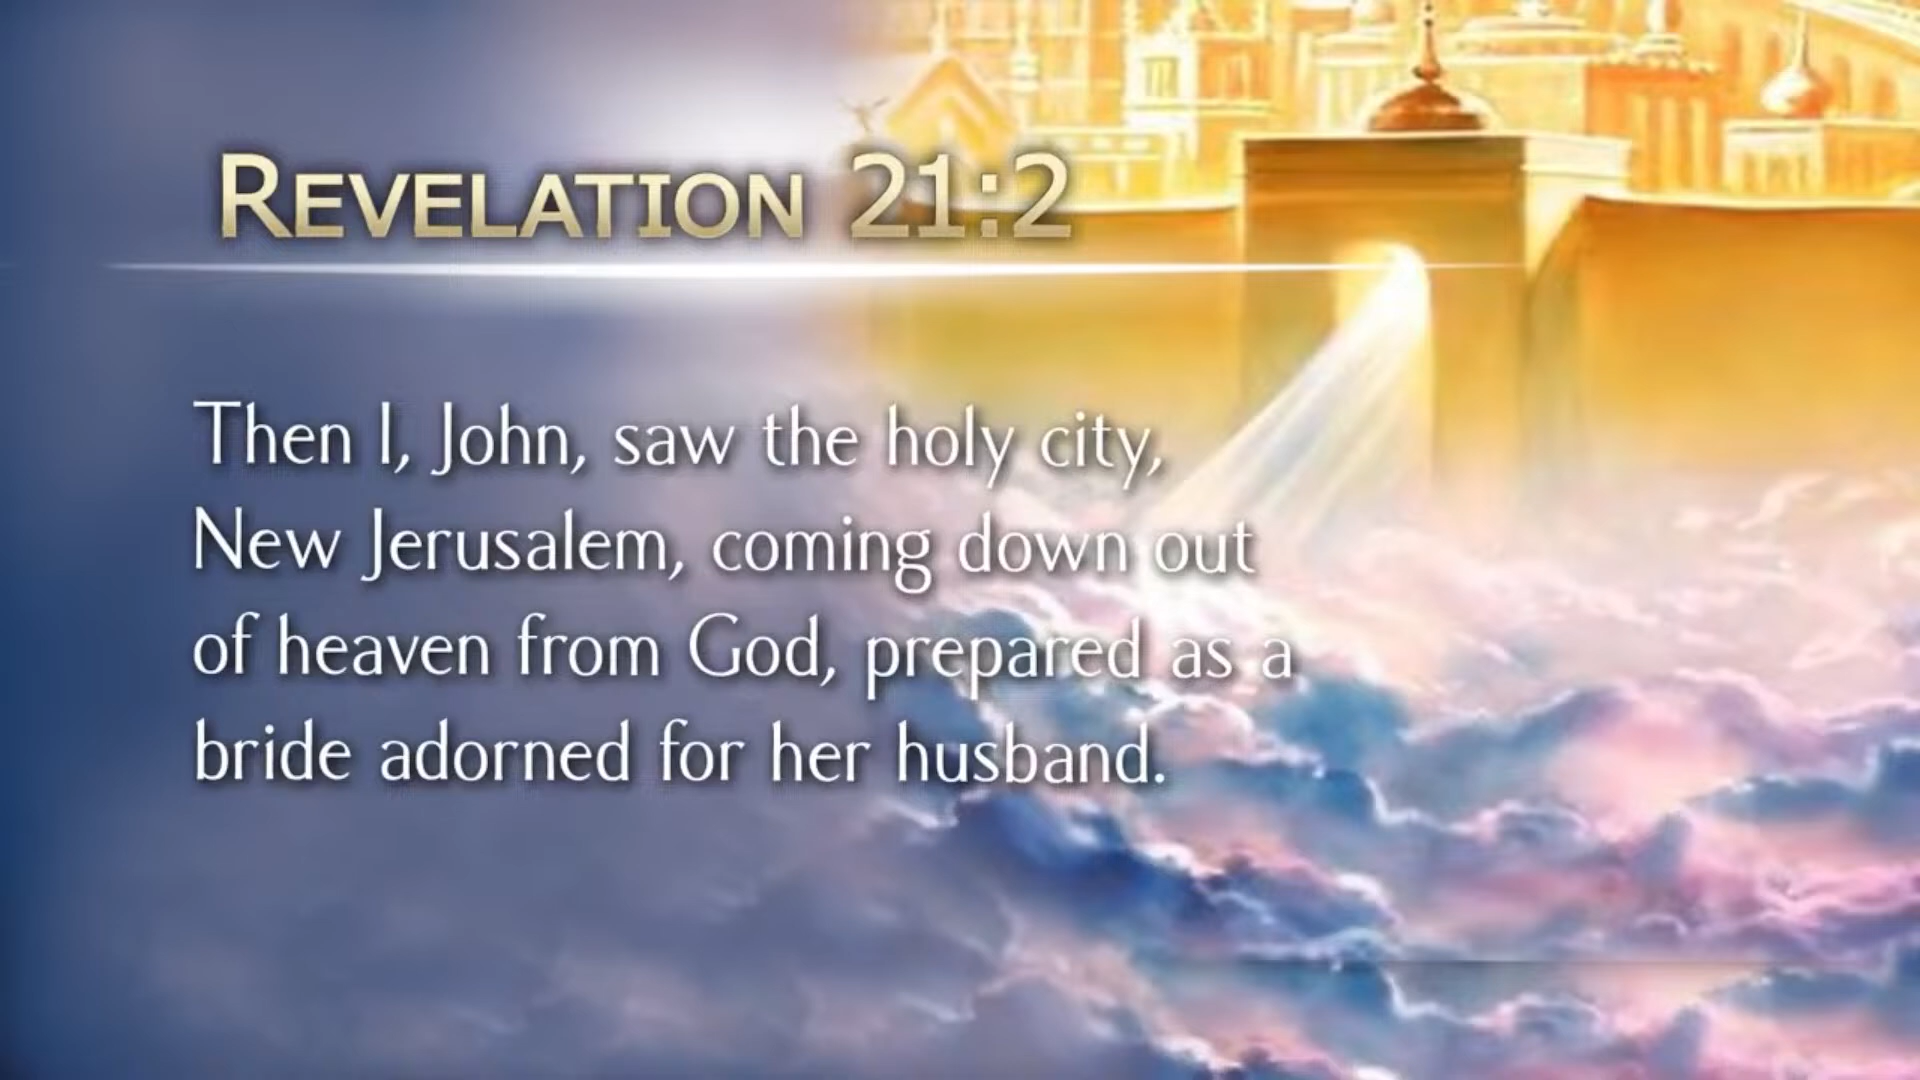 REVELATION 21:2
Then I, John, saw the holy city,
New Jerusalem, coming down out
of heaven from God, prepared as a
bride adorned for her husband.